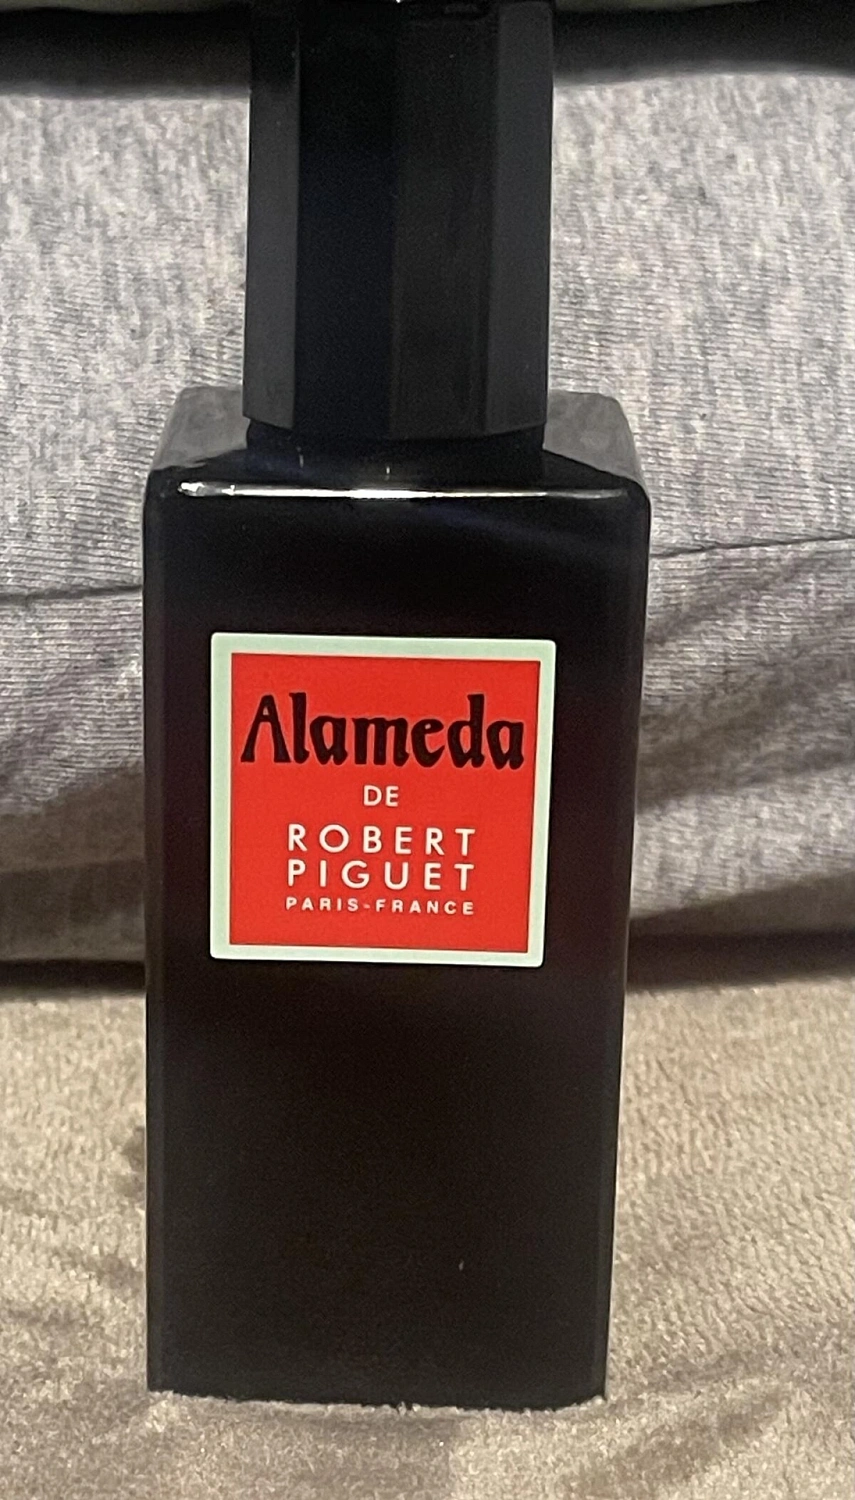 Alameda
DE
ROBERT
PIGUET
PARIS-FRANCE